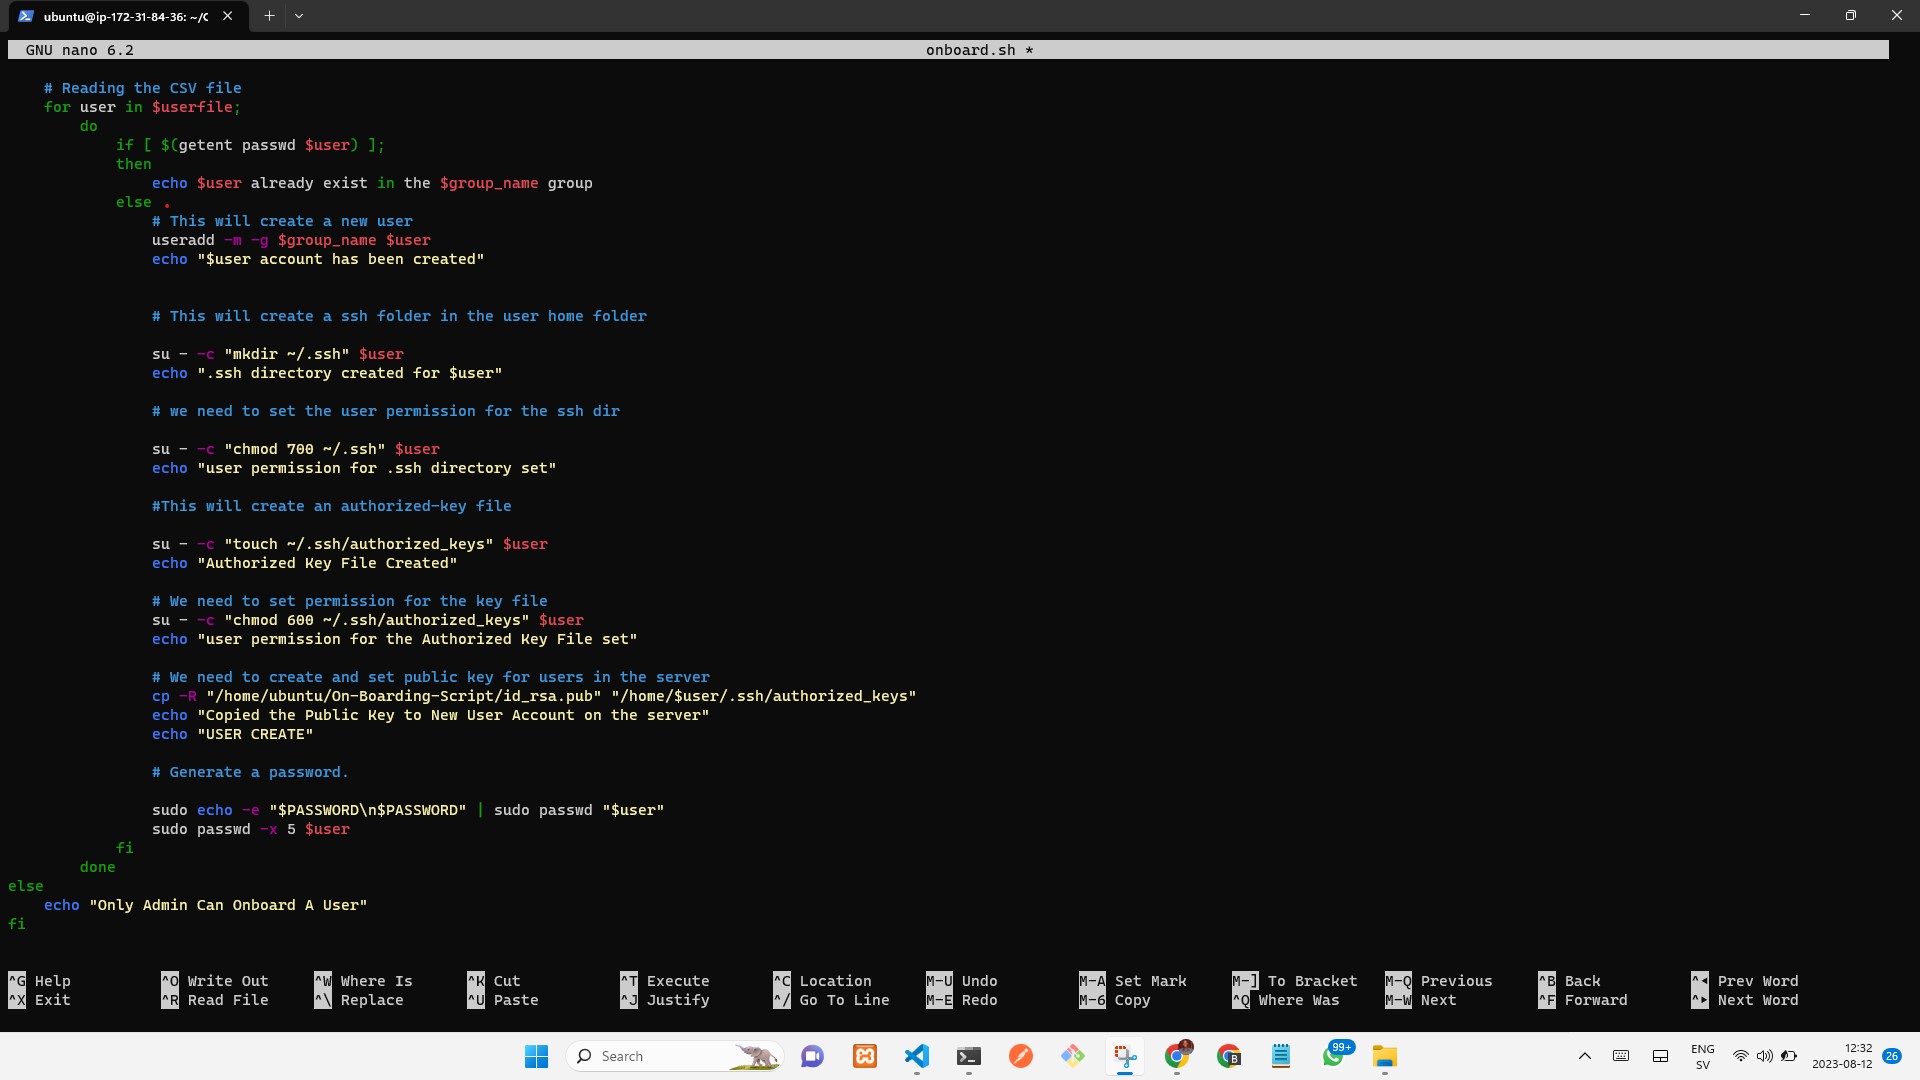 ubuntu@ip-172-31-84-36: ~/C
GNU nano 6.2 onboard.sh *
# Reading the CSV file
for user in $userfile;
do
if [ $(getent passwd $user) ];
then
echo $user already exist in the $group_name group
else .
# This will create a new user
useradd -m -g $group_name $user
echo "$user account has been created"
# This will create a ssh folder in the user home folder
su - -c "mkdir ~/.ssh" $user
echo ".ssh directory created for $user"
# we need to set the user permission for the ssh dir
su - -c "chmod 700 ~/.ssh" $user
echo "user permission for .ssh directory set"
#This will create an authorized-key file
su - -c "touch ~/.ssh/authorized_keys" $user
echo "Authorized Key File Created"
# We need to set permission for the key file
su - -c "chmod 600 ~/.ssh/authorized_keys" $user
echo "user permission for the Authorized Key File set"
# We need to create and set public key for users in the server
cp -R "/home/ubuntu/On-Boarding-Script/id_rsa.pub" "/home/$user/.ssh/authorized_keys"
echo "Copied the Public Key to New User Account on the server"
echo "USER CREATE"
# Generate a password.
sudo echo -e "$PASSWORD\n$PASSWORD" | sudo passwd "$user"
sudo passwd -x 5 $user
fi
done
else
echo "Only Admin Can Onboard A User"
fi
^G Help ^O Write Out ^W Where Is ^K Cut ^T Execute ^C Location M-U Undo M-A Set Mark M-] To Bracket M-Q Previous ^B Back ^◂ Prev Word
^X Exit ^R Read File ^\ Replace ^U Paste ^J Justify ^/ Go To Line M-E Redo M-6 Copy ^Q Where Was M-W Next ^F Forward ^▸ Next Word
Search
B
99+
ENG
SV
12:32
2023-08-12
26